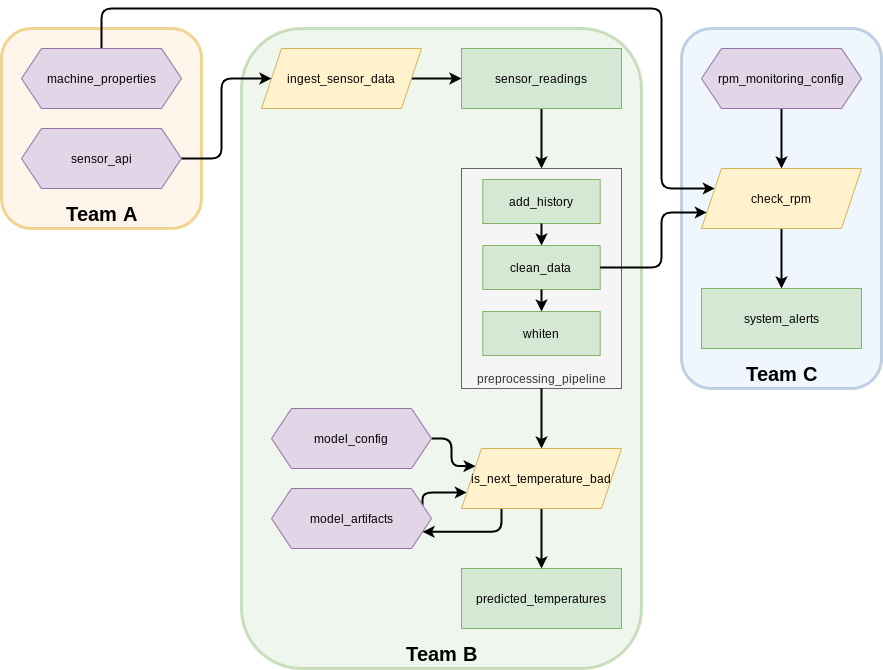 machine_properties
sensor_api
Team A
ingest_sensor_data
sensor_readings
add_history
clean_data
whiten
preprocessing_pipeline
model_config
is_next_temperature_bad
model_artifacts
predicted_temperatures
Team B
rpm_monitoring_config
check_rpm
system_alerts
Team C